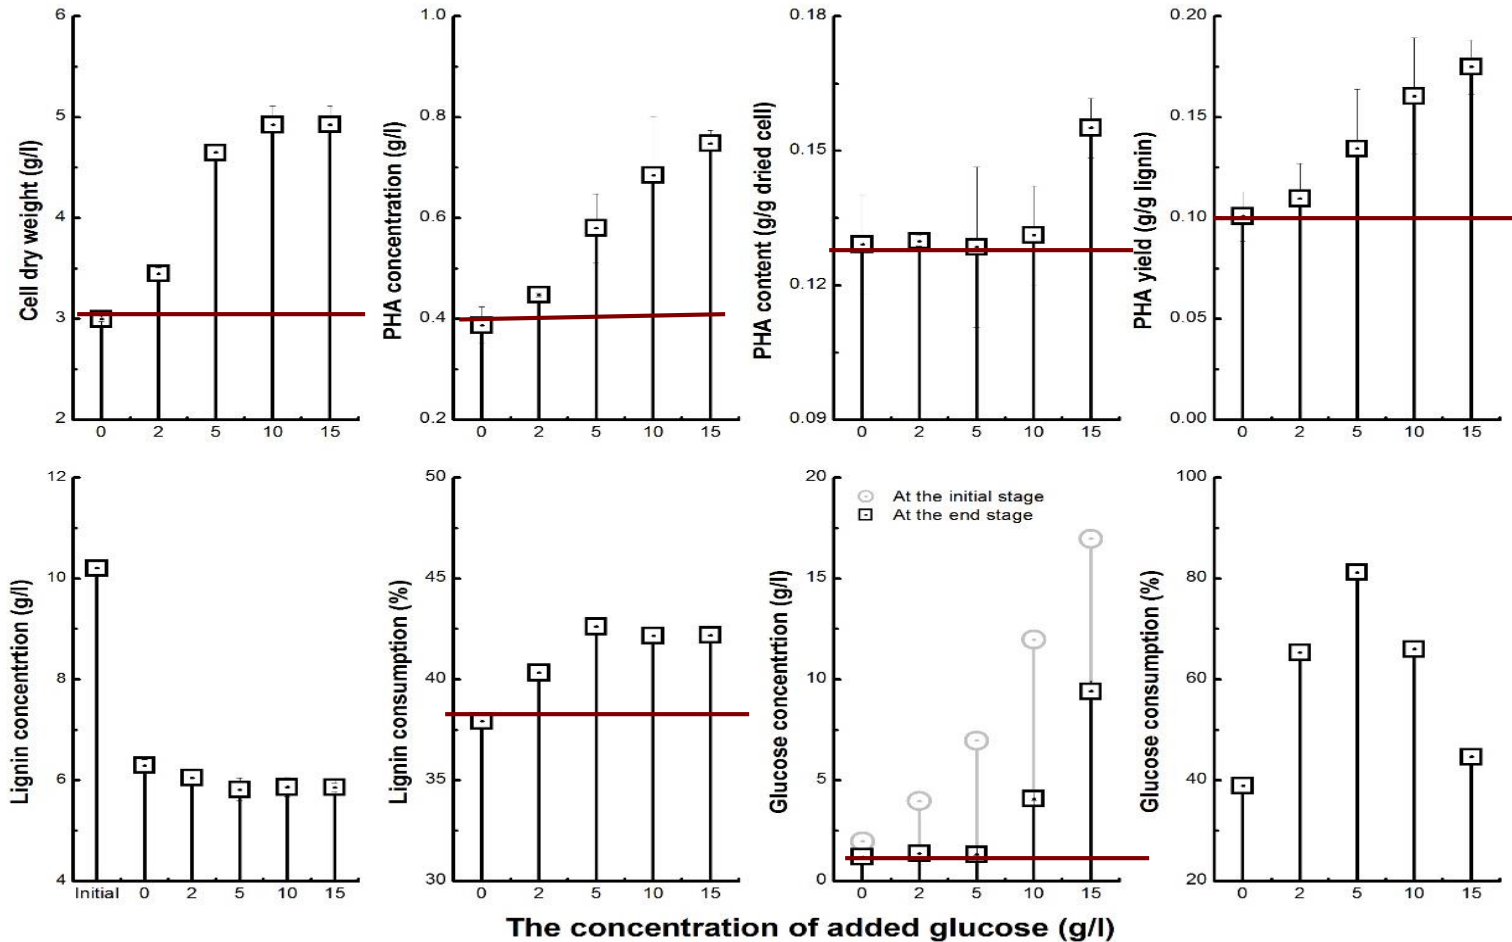 Cell dry weight (g/l)
6
5
4
3
2
0 2 5 10 15
PHA concentration (g/l)
1.0
0.8
0.6
0.4
0.2
0 2 5 10 15
PHA content (g/g dried cell)
0.18
0.15
0.12
0.09
0 2 5 10 15
PHA yield (g/g lignin)
0.20
0.15
0.10
0.05
0.00
0 2 5 10 15
Lignin concentrtion (g/l)
12
10
8
6
4
Initial 0 2 5 10 15
Lignin consumption (%)
50
45
40
35
30
0 2 5 10 15
Glucose concentrtion (g/l)
20
15
10
5
0
At the initial stage
At the end stage
0 2 5 10 15
Glucose consumption (%)
100
80
60
40
20
0 2 5 10 15
The concentration of added glucose (g/l)